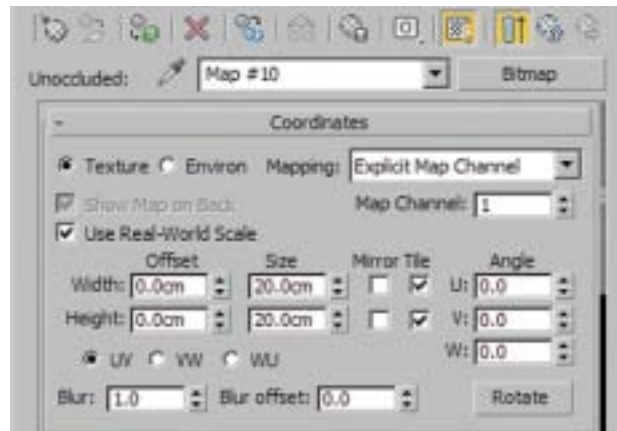 Unoccluded: Map #10 Bitmap
- Coordinates
Texture Environ Mapping: Explicit Map Channel
Show Map on Back Map Channel: 1
Use Real-World Scale
Offset Size Mirror Tile Angle
Width: 0.0cm 20.0cm U: 0.0
Height: 0.0cm 20.0cm V: 0.0
UV VW WU W: 0.0
Blur: 1.0 Blur offset: 0.0 Rotate